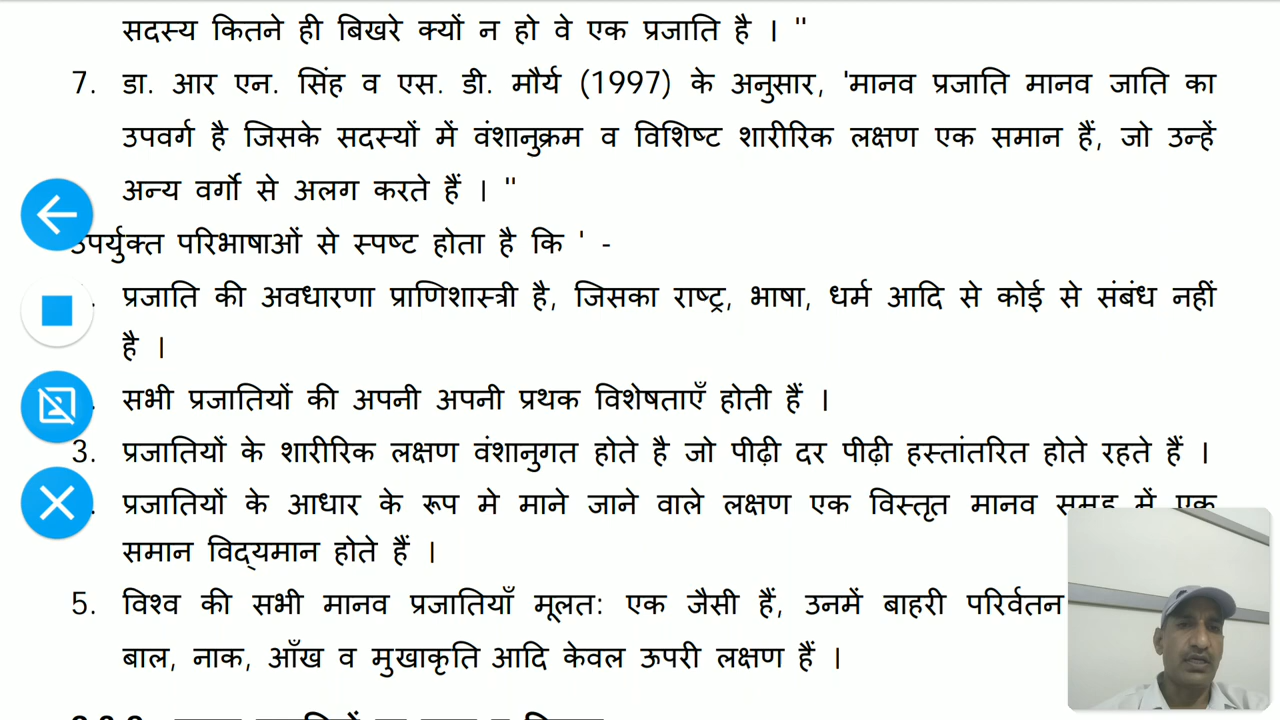 सदस्य कितने ही बिखरे क्यों न हो वे एक प्रजाति है । "
7. डा. आर एन. सिंह व एस. डी. मौर्य (1997) के अनुसार, 'मानव प्रजाति मानव जाति का
उपवर्ग है जिसके सदस्यों में वंशानुक्रम व विशिष्ट शारीरिक लक्षण एक समान हैं, जो उन्हें
अन्य वर्गो से अलग करते हैं । "
उपर्युक्त परिभाषाओं से स्पष्ट होता है कि ' -
प्रजाति की अवधारणा प्राणिशास्त्री है, जिसका राष्ट्र, भाषा, धर्म आदि से कोई से संबंध नहीं
है ।
सभी प्रजातियों की अपनी अपनी प्रथक विशेषताएँ होती हैं ।
3. प्रजातियों के शारीरिक लक्षण वंशानुगत होते है जो पीढ़ी दर पीढ़ी हस्तांतरित होते रहते हैं ।
प्रजातियों के आधार के रूप मे माने जाने वाले लक्षण एक विस्तृत मानव समूह में एक
समान विद्यमान होते हैं ।
5. विश्व की सभी मानव प्रजातियाँ मूलत: एक जैसी हैं, उनमें बाहरी परिर्वतन
बाल, नाक, आँख व मुखाकृति आदि केवल ऊपरी लक्षण हैं ।